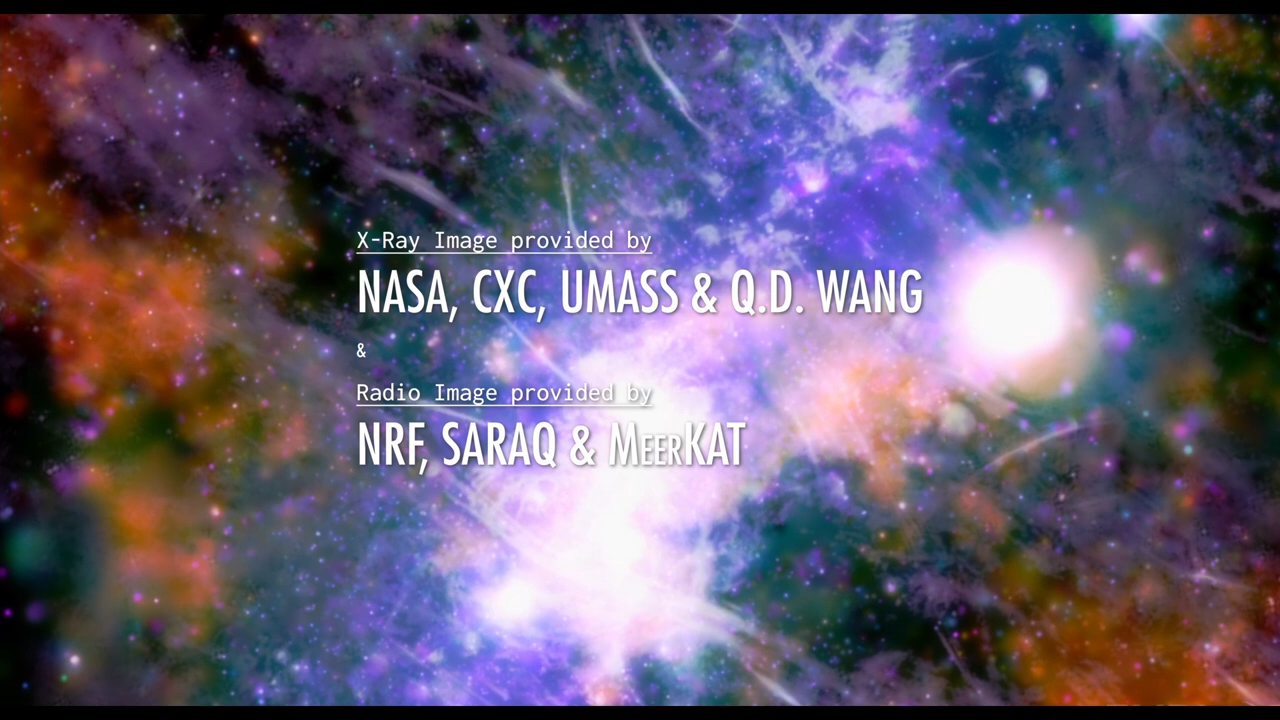 X-Ray Image provided by
NASA, CXC, UMASS & Q.D. WANG
&
Radio Image provided by
NRF, SARAQ & MeerKAT